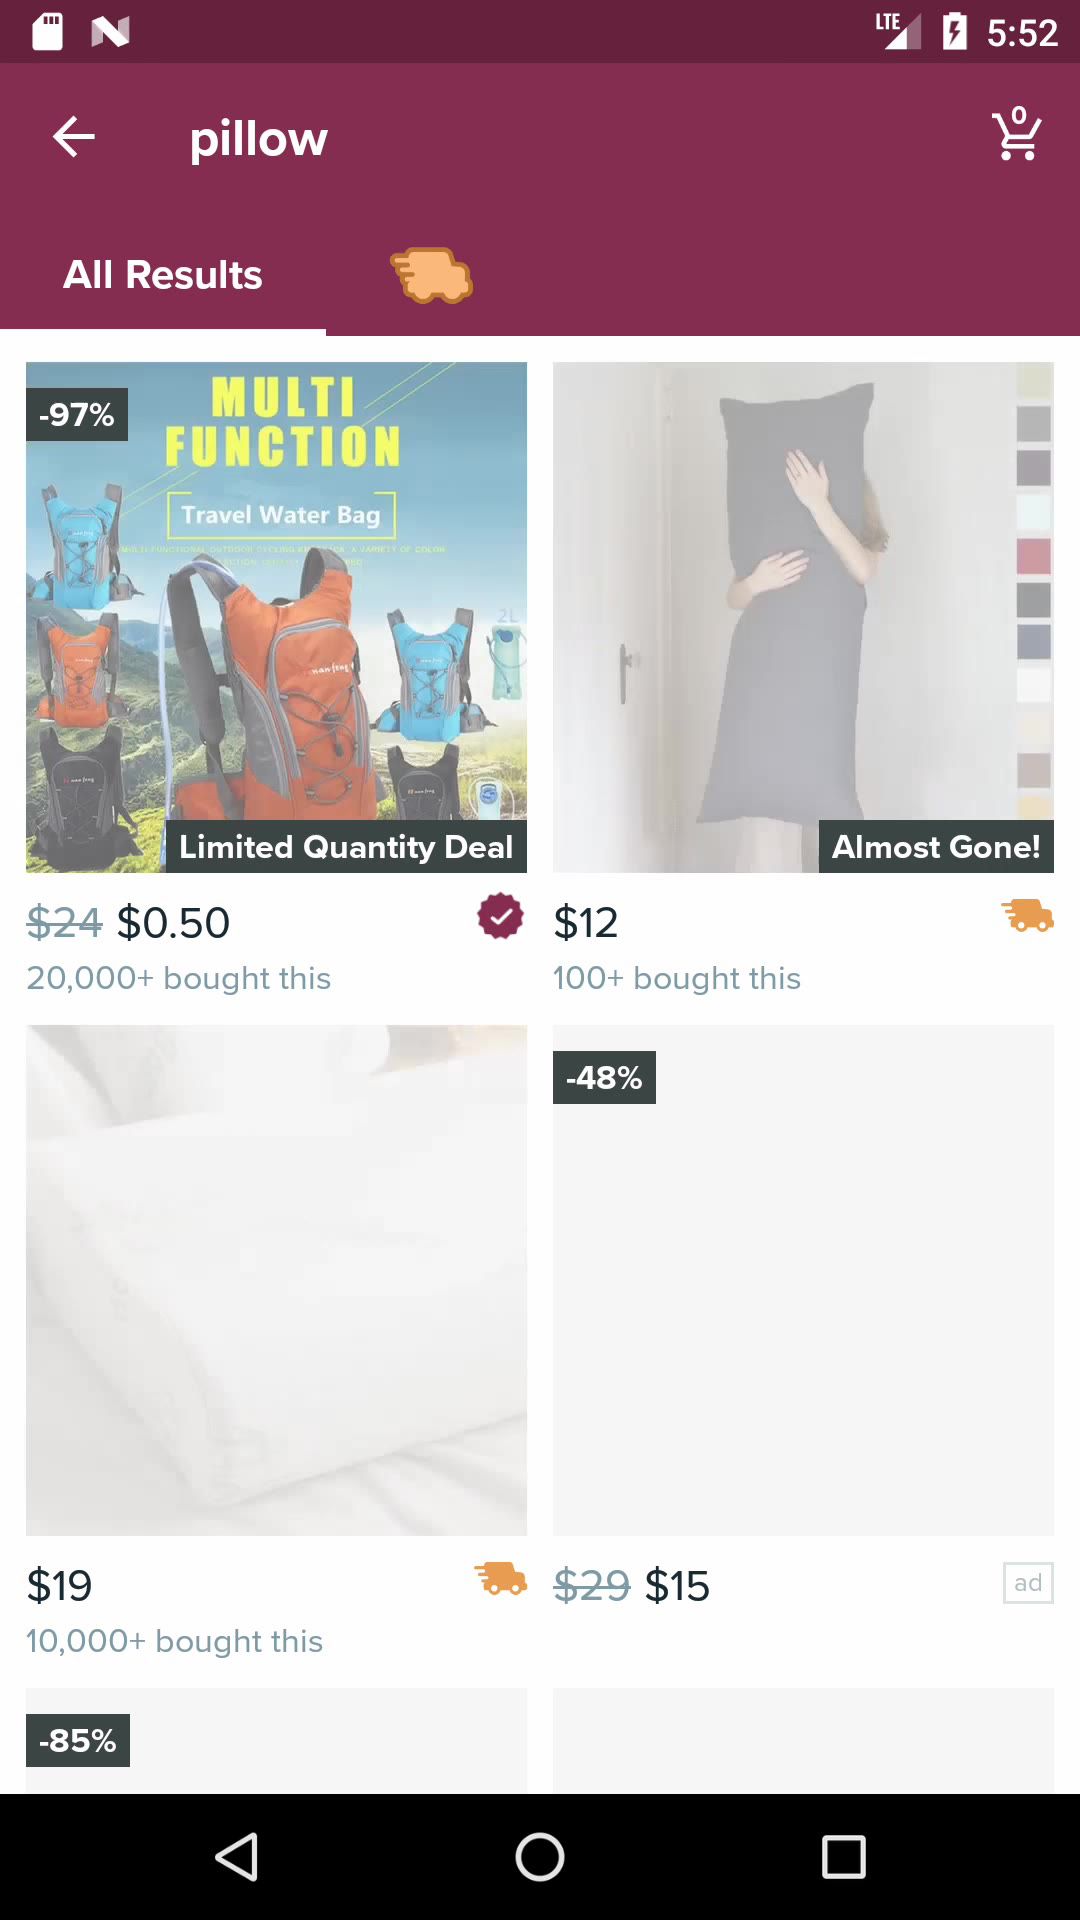 LTE
5:52
pillow
0
All Results
-97%
MULTI
FUNCTION
Travel Water Bag
2L
nanfeng
Limited Quantity Deal
Almost Gone!
$24 $0.50
$12
20,000+ bought this
100+ bought this
-48%
$19
$29 $15
ad
10,000+ bought this
-85%